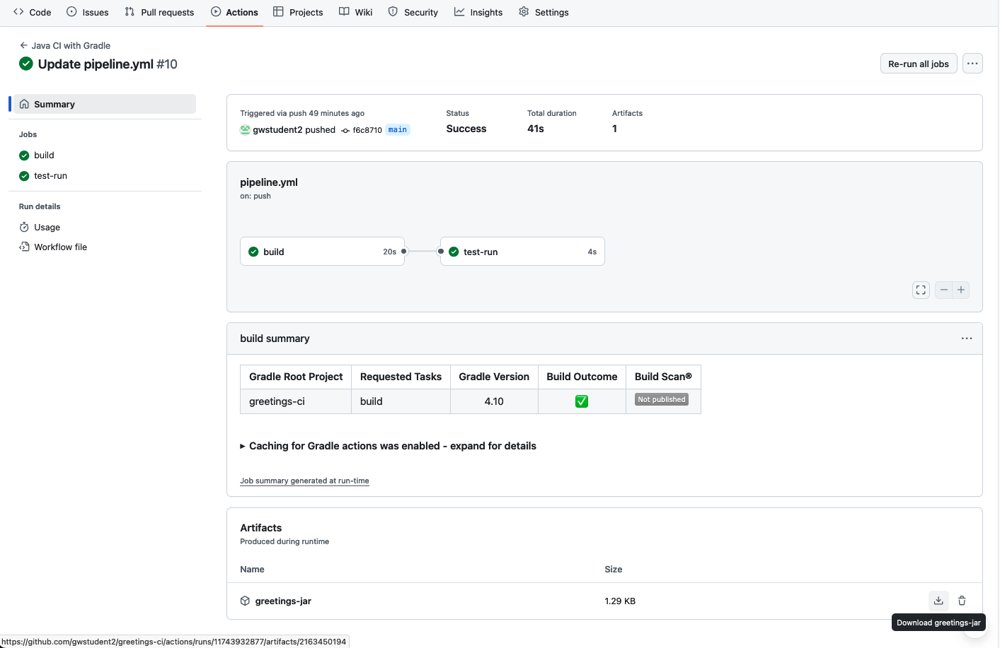 Code Issues Pull requests Actions Projects Wiki Security Insights Settings
Java CI with Gradle
Update pipeline.yml #10
Re-run all jobs
Summary
Jobs
build
test-run
Run details
Usage
Workflow file
Triggered via push 49 minutes ago
gwstudent2 pushed f6c8710 main
Status
Success
Total duration
41s
Artifacts
1
pipeline.yml
on: push
build 20s
test-run 4s
build summary
Gradle Root Project Requested Tasks Gradle Version Build Outcome Build Scan®
greetings-ci build 4.10 Not published
Caching for Gradle actions was enabled - expand for details
Job summary generated at run-time
Artifacts
Produced during runtime
Name Size
greetings-jar 1.29 KB
Download greetings-jar
https://github.com/gwstudent2/greetings-ci/actions/runs/11743932877/artifacts/2163450194